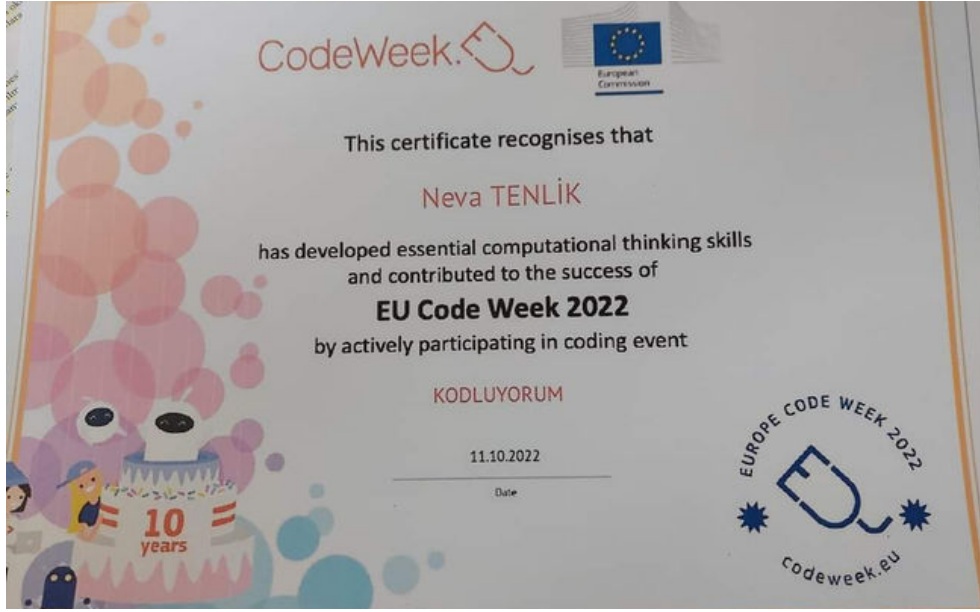 CodeWeek.
European
Commission
This certificate recognises that
Neva TENLİK
has developed essential computational thinking skills
and contributed to the success of
EU Code Week 2022
by actively participating in coding event
KODLUYORUM
11.10.2022
Date
10
years
EUROPE CODE WEEK 2022
codeweek.eu